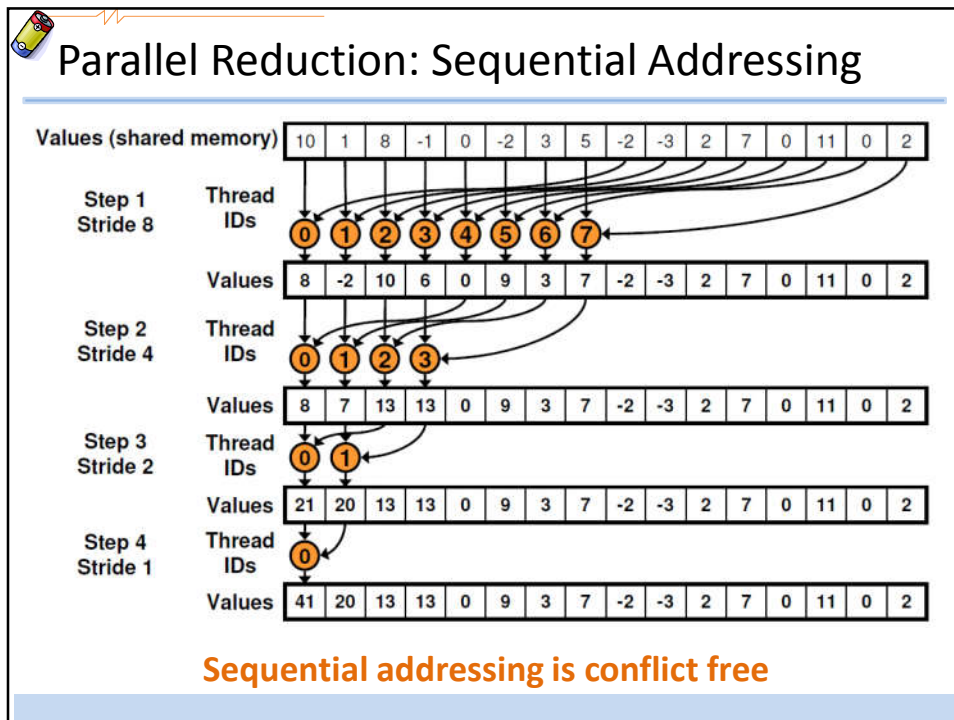 Parallel Reduction: Sequential Addressing
Values (shared memory) 10 1 8 -1 0 -2 3 5 -2 -3 2 7 0 11 0 2
Step 1 Stride 8 Thread IDs 0 1 2 3 4 5 6 7
Values 8 -2 10 6 0 9 3 7 -2 -3 2 7 0 11 0 2
Step 2 Stride 4 Thread IDs 0 1 2 3
Values 8 7 13 13 0 9 3 7 -2 -3 2 7 0 11 0 2
Step 3 Stride 2 Thread IDs 0 1
Values 21 20 13 13 0 9 3 7 -2 -3 2 7 0 11 0 2
Step 4 Stride 1 Thread IDs 0
Values 41 20 13 13 0 9 3 7 -2 -3 2 7 0 11 0 2
Sequential addressing is conflict free